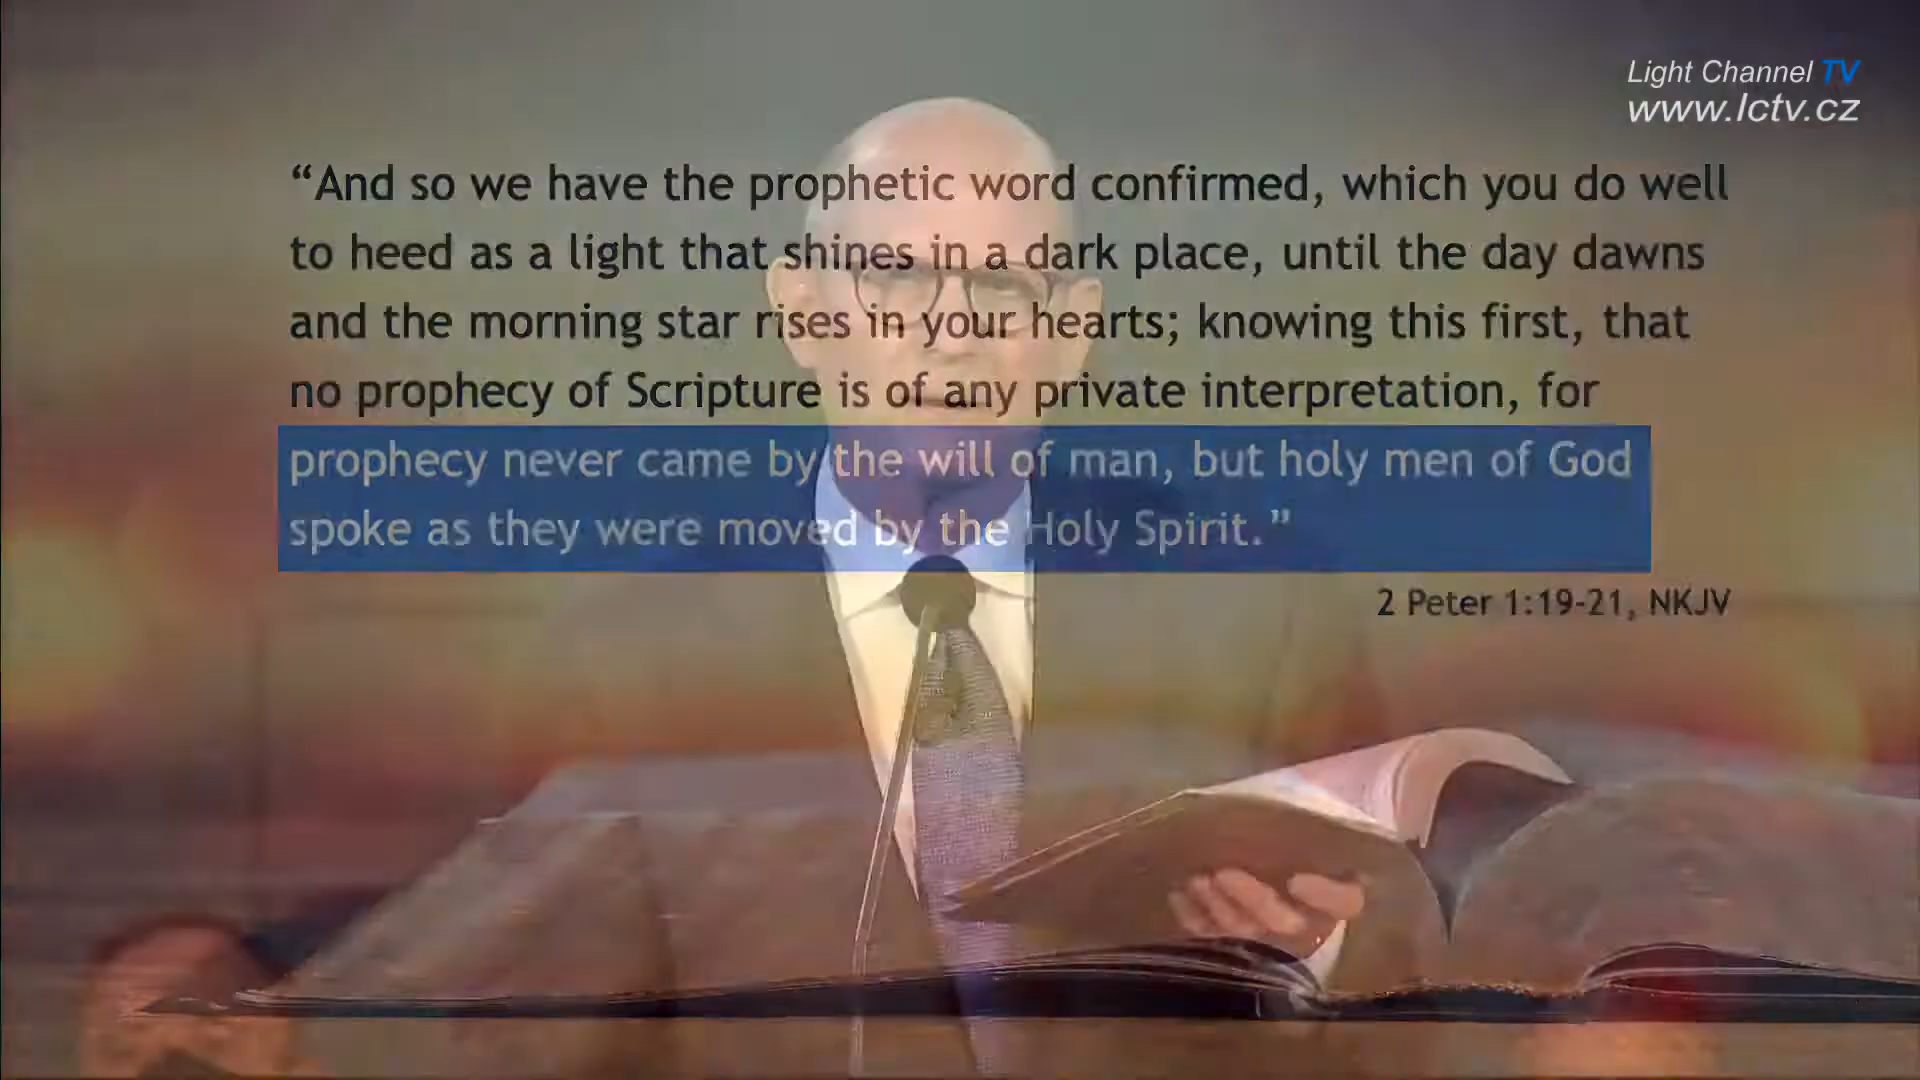 Light Channel TV
www.lctv.cz
“And so we have the prophetic word confirmed, which you do well
to heed as a light that shines in a dark place, until the day dawns
and the morning star rises in your hearts; knowing this first, that
no prophecy of Scripture is of any private interpretation, for
prophecy never came by the will of man, but holy men of God
spoke as they were moved by the Holy Spirit.”
2 Peter 1:19-21, NKJV